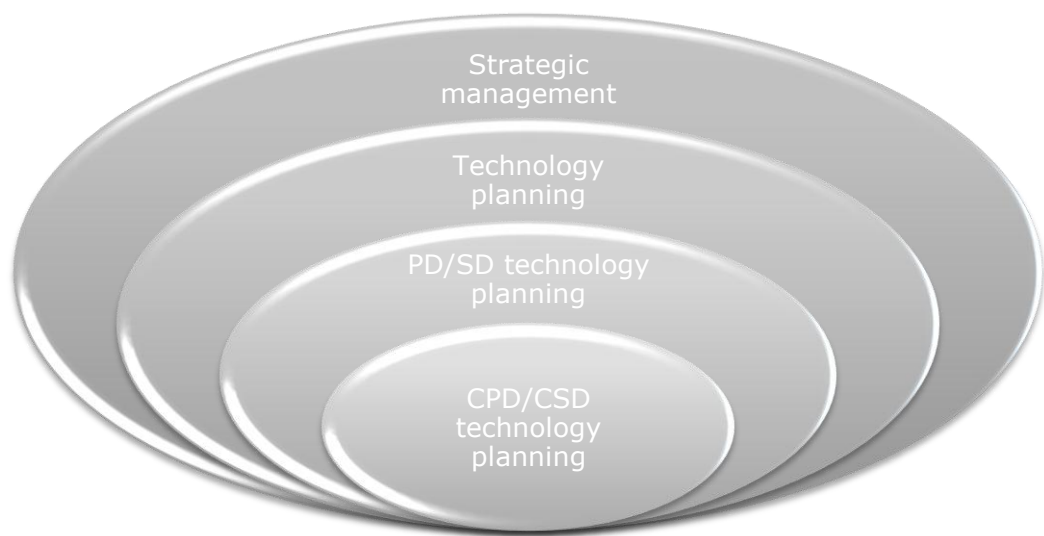 Strategic
management
Technology
planning
PD/SD technology
planning
CPD/CSD
technology
planning